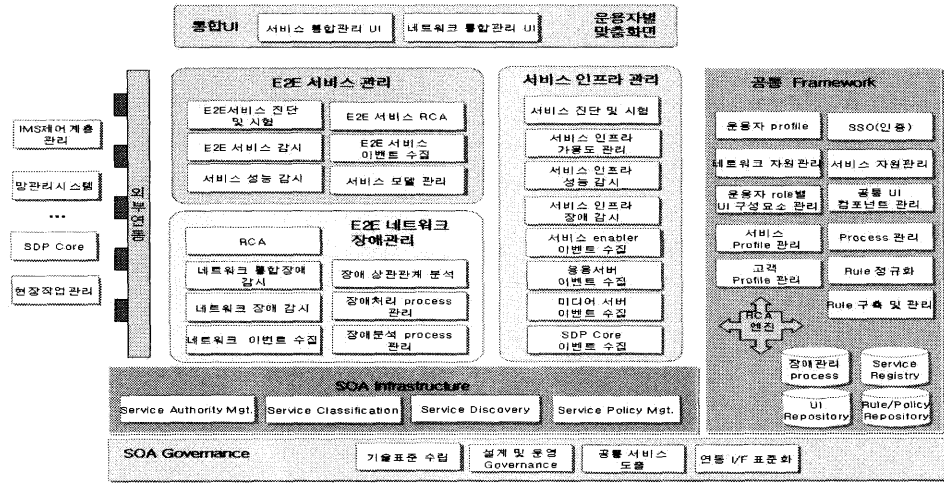 통합UI
서비스 통합관리 UI
네트워크 통합관리 UI
운용자별
맞춤화면
IMS제어계층
관리
망관리시스템
...
SDP Core
현장작업관리
외부연동
E2E 서비스 관리
E2E서비스 진단
및 시험
E2E 서비스 RCA
E2E 서비스 감시
E2E 서비스
이벤트 수집
서비스 성능 감시
서비스 모델 관리
E2E 네트워크
장애관리
RCA
네트워크 통합장애
감시
장애 상관관계 분석
네트워크 장애 감시
장애처리 process
관리
네트워크 이벤트 수집
장애분석 process
관리
서비스 인프라 관리
서비스 진단 및 시험
서비스 인프라
가용도 관리
서비스 인프라
성능 감시
서비스 인프라
장애 감시
서비스 enabler
이벤트 수집
응용서버
이벤트 수집
미디어 서버
이벤트 수집
SDP Core
이벤트 수집
공통 Framework
운용자 profile
SSO(인증)
네트워크 자원관리
서비스 자원관리
운용자 role별
UI 구성요소 관리
공통 UI
컴포넌트 관리
서비스
Profile 관리
Process 관리
고객
Profile 관리
Rule 정규화
Rule 구축 및 관리
RCA
엔진
장애관리
process
Service
Registry
UI
Repository
Rule/Policy
Repository
SOA Infrastructure
Service Authority Mgt.
Service Classification
Service Discovery
Service Policy Mgt.
SOA Governance
기술표준 수립
설계 및 운영
Governance
공통 서비스
도출
연동 I/F 표준화